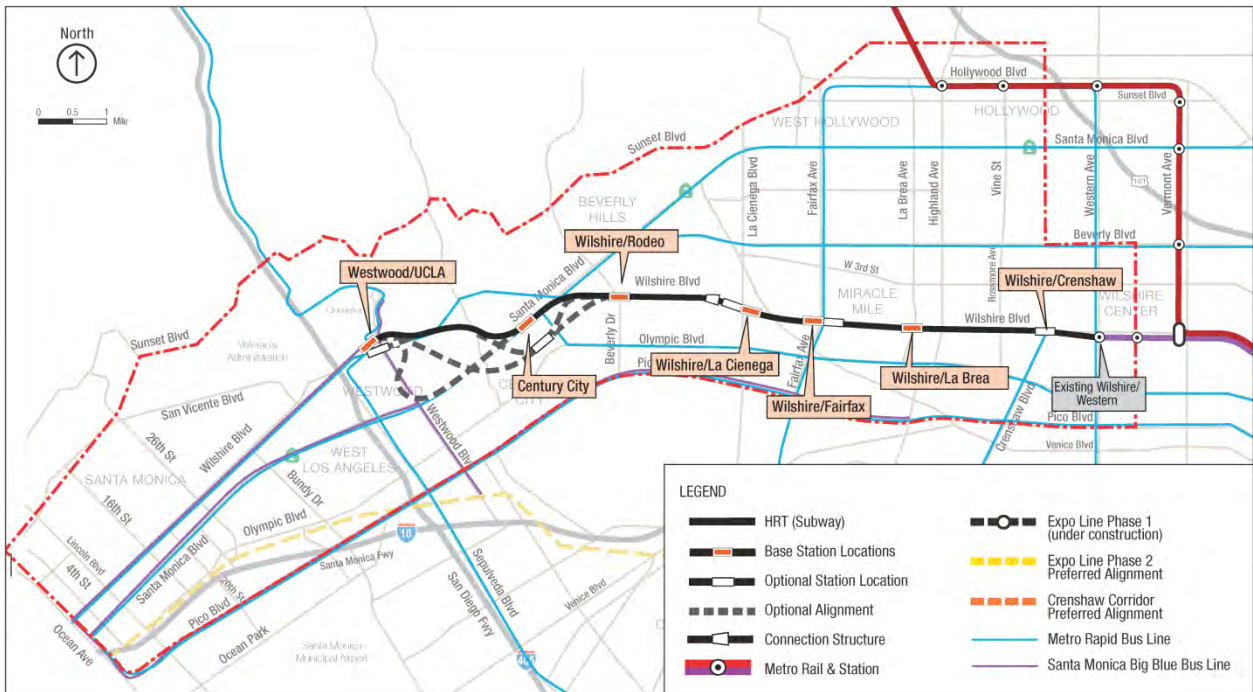 North
0 0.5 1
Mile
Hollywood Blvd
HOLLYWOOD
Sunset Blvd
WEST HOLLYWOOD
Santa Monica Blvd
Sunset Blvd
La Cienega Blvd
Fairfax Ave
La Brea Ave
Highland Ave
Vine St
Western Ave
Vermont Ave
101
BEVERLY
HILLS
Beverly Blvd
Wilshire/Rodeo
Westwood/UCLA
Santa Monica Blvd
Wilshire Blvd
W 3rd St
Rossmore Ave
Wilshire/Crenshaw
MIRACLE
MILE
WILSHIRE
CENTER
Wilshire Blvd
Sunset Blvd
Veteran's
Administration
Beverly Dr
Olympic Blvd
Wilshire/La Cienega
Fairfax Ave
Wilshire/La Brea
Existing Wilshire/
Western
Century City
WESTWOOD
CITY
Wilshire/Fairfax
Crenshaw Blvd
Pico Blvd
Venice Blvd
San Vicente Blvd
26th St
Wilshire Blvd
Westwood Blv
WEST
LOS ANGELES
SANTA MONICA
16th St
Bundy Dr
Olympic Blvd
10
Lincoln Blvd
4th St
Santa Monica Blvd
20th St
Santa Monica Fwy
Pico Blvd
Sepulveda Blvd
San Diego Fwy
Venice Blvd
Ocean Ave
Ocean Park
Santa Monica
Municipal Airport
405
LEGEND
HRT (Subway)
Base Station Locations
Optional Station Location
Optional Alignment
Connection Structure
Metro Rail & Station
Expo Line Phase 1
(under construction)
Expo Line Phase 2
Preferred Alignment
Crenshaw Corridor
Preferred Alignment
Metro Rapid Bus Line
Santa Monica Big Blue Bus Line